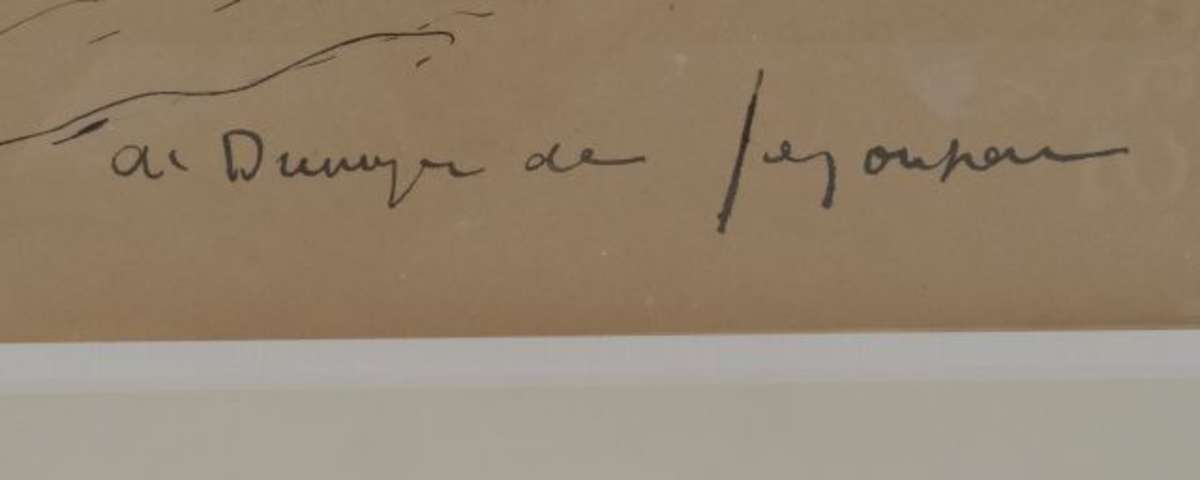 A. Dunoyer de Segonzac